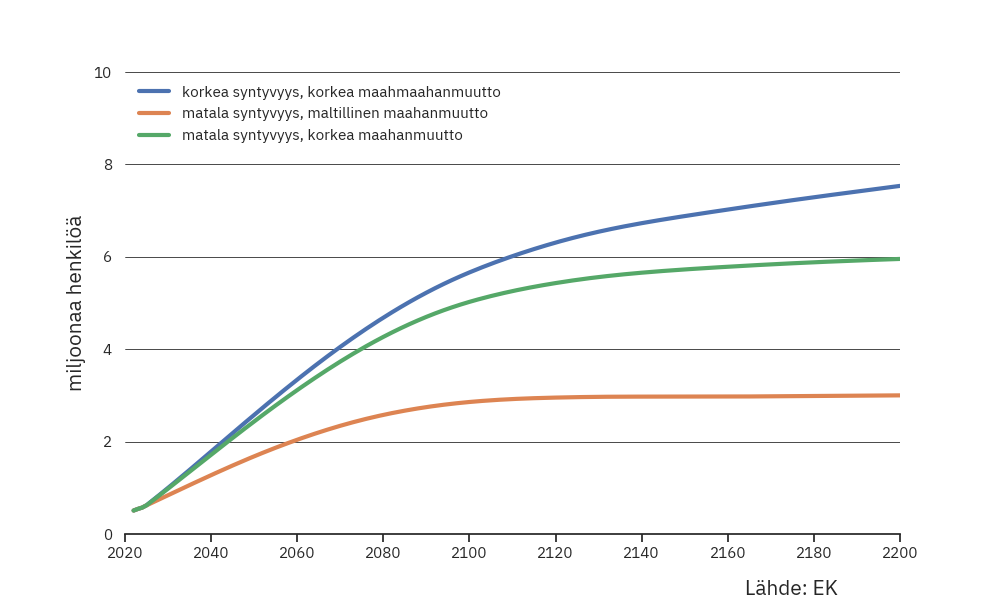 10
korkea syntyvyys, korkea maahmaahanmuutto
matala syntyvyys, maltillinen maahanmuutto
matala syntyvyys, korkea maahanmuutto
8
6
4
2
0
miljoonaa henkilöä
2020 2040 2060 2080 2100 2120 2140 2160 2180 2200
Lähde: EK